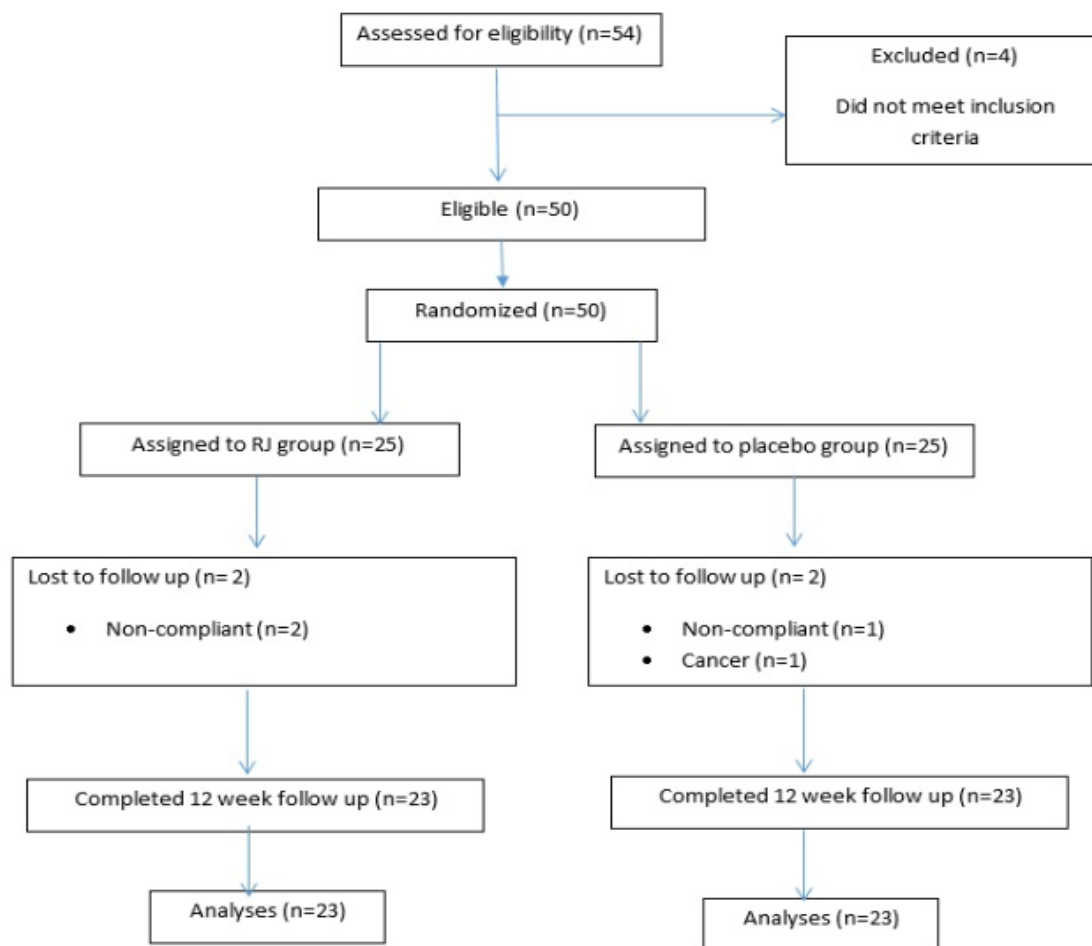 Assessed for eligibility (n=54)
Excluded (n=4)
Did not meet inclusion
criteria
Eligible (n=50)
Randomized (n=50)
Assigned to RJ group (n=25)
Assigned to placebo group (n=25)
Lost to follow up (n= 2)
• Non-compliant (n=2)
Lost to follow up (n= 2)
• Non-compliant (n=1)
• Cancer (n=1)
Completed 12 week follow up (n=23)
Completed 12 week follow up (n=23)
Analyses (n=23)
Analyses (n=23)